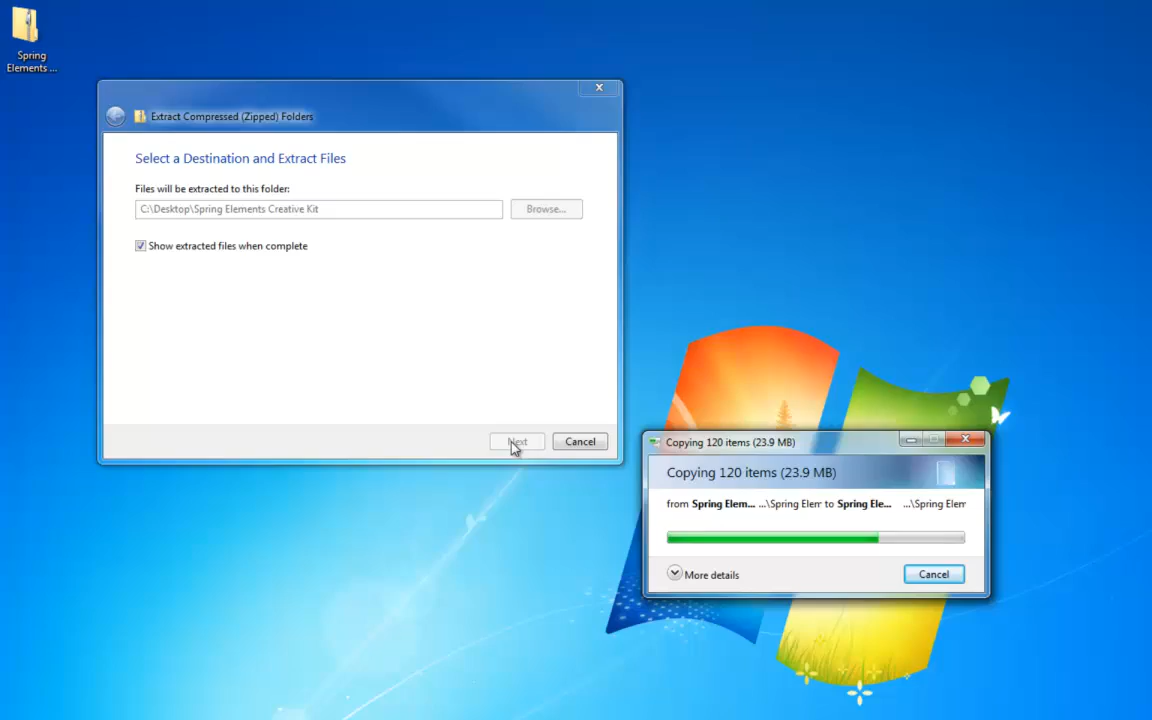 Spring
Elements ...
Extract Compressed (Zipped) Folders
Select a Destination and Extract Files
Files will be extracted to this folder:
C:\Desktop\Spring Elements Creative Kit
Browse...
Show extracted files when complete
Next
Cancel
Copying 120 items (23.9 MB)
Copying 120 items (23.9 MB)
from Spring Elem... ...\Spring Elem to Spring Ele... ...\Spring Elem
More details
Cancel